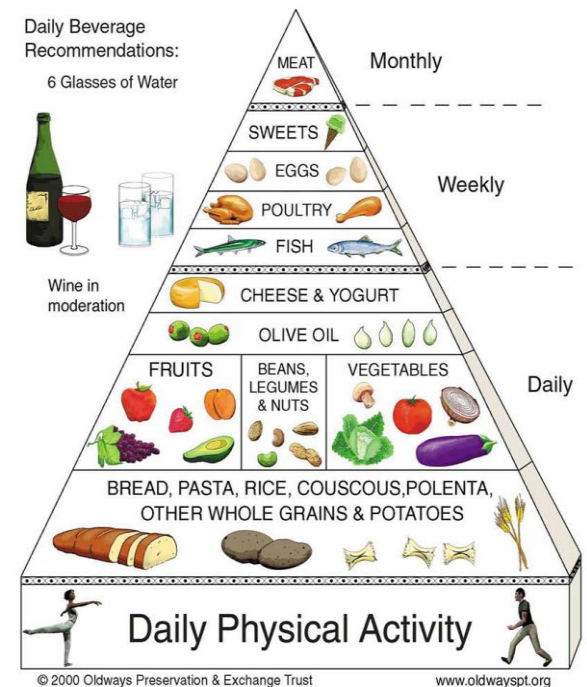 Daily Beverage
Recommendations:
6 Glasses of Water
Wine in
moderation
MEAT
Monthly
SWEETS
EGGS
POULTRY
FISH
Weekly
CHEESE & YOGURT
OLIVE OIL
FRUITS
BEANS,
LEGUMES
& NUTS
VEGETABLES
Daily
BREAD, PASTA, RICE, COUSCOUS,POLENTA,
OTHER WHOLE GRAINS & POTATOES
Daily Physical Activity
© 2000 Oldways Preservation & Exchange Trust
www.oldwayspt.org